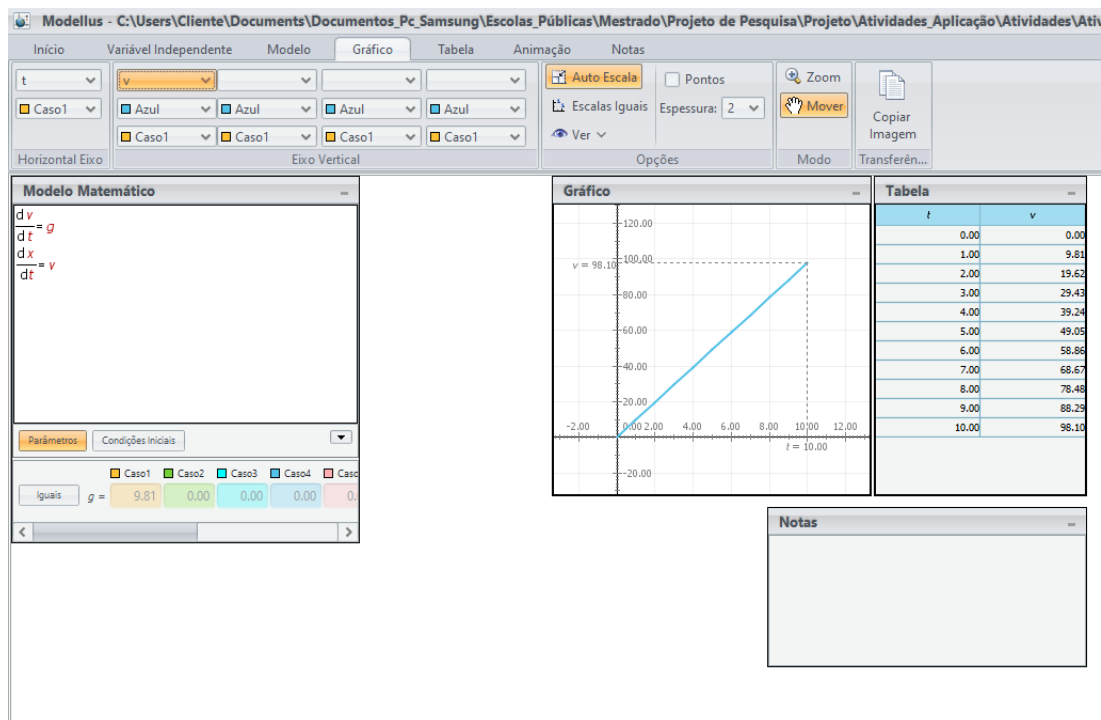 Modellus - C:\Users\Cliente\Documents\Documentos_Pc_Samsung\Escolas_Públicas\Mestrado\Projeto de Pesquisa\Projeto\Atividades_Aplicação\Atividades\Ativ
Início Variável Independente Modelo Gráfico Tabela Animação Notas
t v Auto Escala Pontos Zoom
Caso1 Azul Azul Azul Azul Escalas Iguais Espessura: 2 Mover Copiar Imagem
Caso1 Caso1 Caso1 Caso1 Ver
Horizontal Eixo Eixo Vertical Opções Modo Transferên...
Modelo Matemático
dv/dt = g
dx/dt = v
Parâmetros Condições Iniciais
Caso1 Caso2 Caso3 Caso4 Caso
Iguais g = 9.81 0.00 0.00 0.00 0.
Gráfico
120.00
v = 98.10 100.00
80.00
60.00
40.00
20.00
-2.00 0.00 2.00 4.00 6.00 8.00 10.00 12.00
t = 10.00
-20.00
Tabela
t v
0.00 0.00
1.00 9.81
2.00 19.62
3.00 29.43
4.00 39.24
5.00 49.05
6.00 58.86
7.00 68.67
8.00 78.48
9.00 88.29
10.00 98.10
Notas